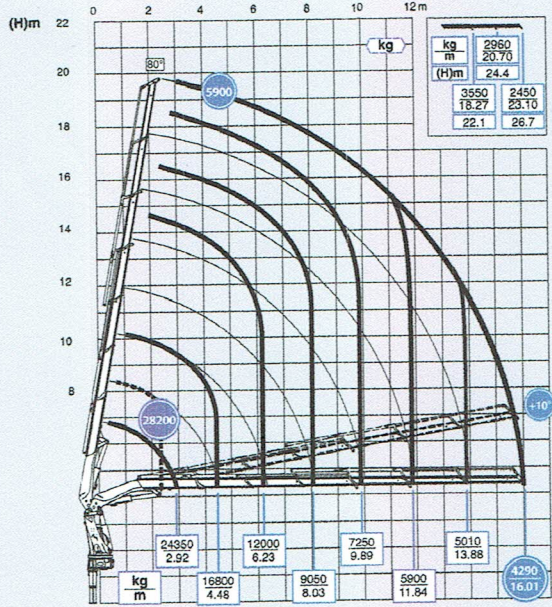 0 2 4 6 8 10 12 m
(H)m 22
20
18
16
14
12
10
8
80°
5900
kg
kg 2960
m 20.70
(H)m 24.4
3550 2450
18.27 23.10
22.1 26.7
28200
+10°
24350 12000 7250 5010
2.92 6.23 9.89 13.88
kg 16800 9050 5900 4290
m 4.48 8.03 11.84 16.01